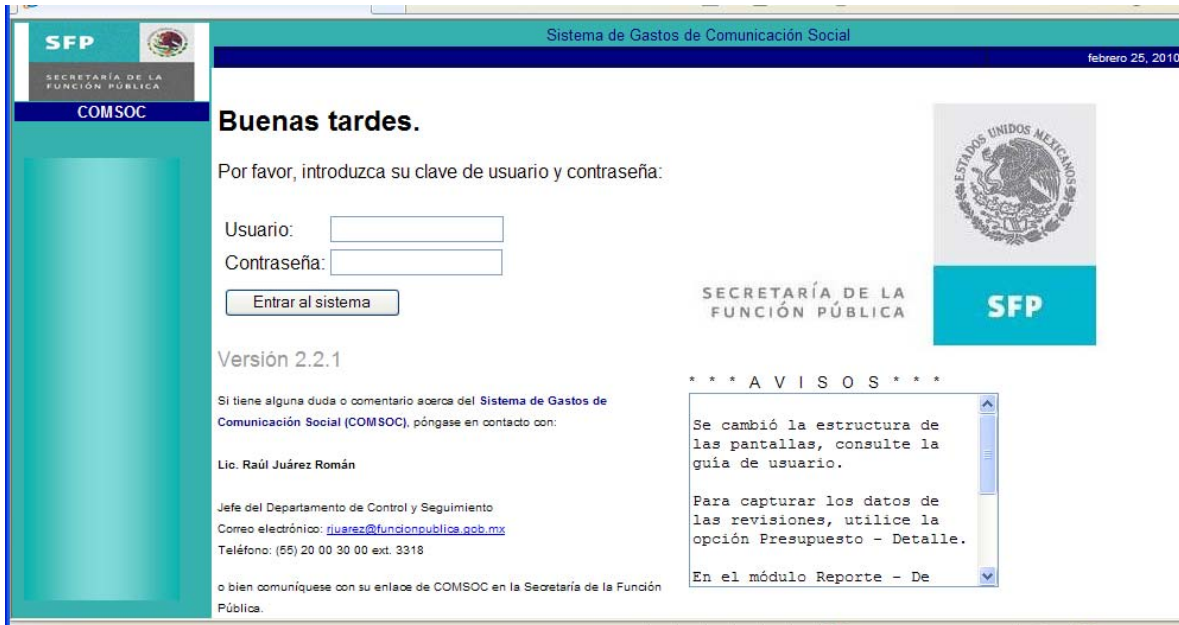 SFP
SECRETARÍA DE LA
FUNCIÓN PÚBLICA
COMSOC
Sistema de Gastos de Comunicación Social
febrero 25, 2010
Buenas tardes.
Por favor, introduzca su clave de usuario y contraseña:
Usuario:
Contraseña:
Entrar al sistema
Versión 2.2.1
Si tiene alguna duda o comentario acerca del Sistema de Gastos de
Comunicación Social (COMSOC), póngase en contacto con:
Lic. Raúl Juárez Román
Jefe del Departamento de Control y Seguimiento
Correo electrónico: rjuarez@funcionpublica.gob.mx
Teléfono: (55) 20 00 30 00 ext. 3318
o bien comuníquese con su enlace de COMSOC en la Secretaría de la Función
Pública.
ESTADOS UNIDOS MEXICANOS
SECRETARÍA DE LA
FUNCIÓN PÚBLICA
SFP
* * * A V I S O S * * *
Se cambió la estructura de
las pantallas, consulte la
guía de usuario.
Para capturar los datos de
las revisiones, utilice la
opción Presupuesto - Detalle.
En el módulo Reporte - De